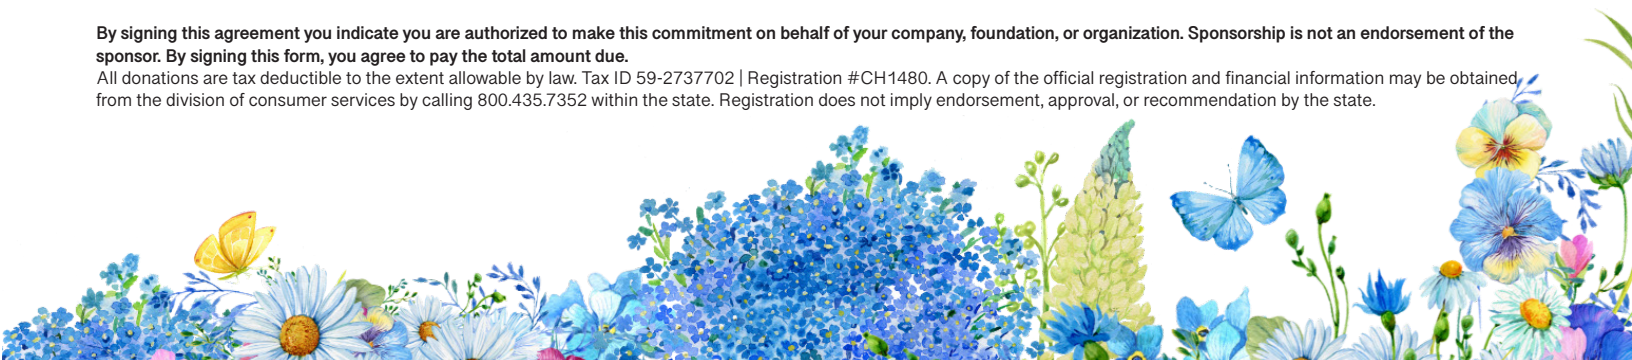 By signing this agreement you indicate you are authorized to make this commitment on behalf of your company, foundation, or organization. Sponsorship is not an endorsement of the
sponsor. By signing this form, you agree to pay the total amount due.
All donations are tax deductible to the extent allowable by law. Tax ID 59-2737702 | Registration #CH1480. A copy of the official registration and financial information may be obtained
from the division of consumer services by calling 800.435.7352 within the state. Registration does not imply endorsement, approval, or recommendation by the state.